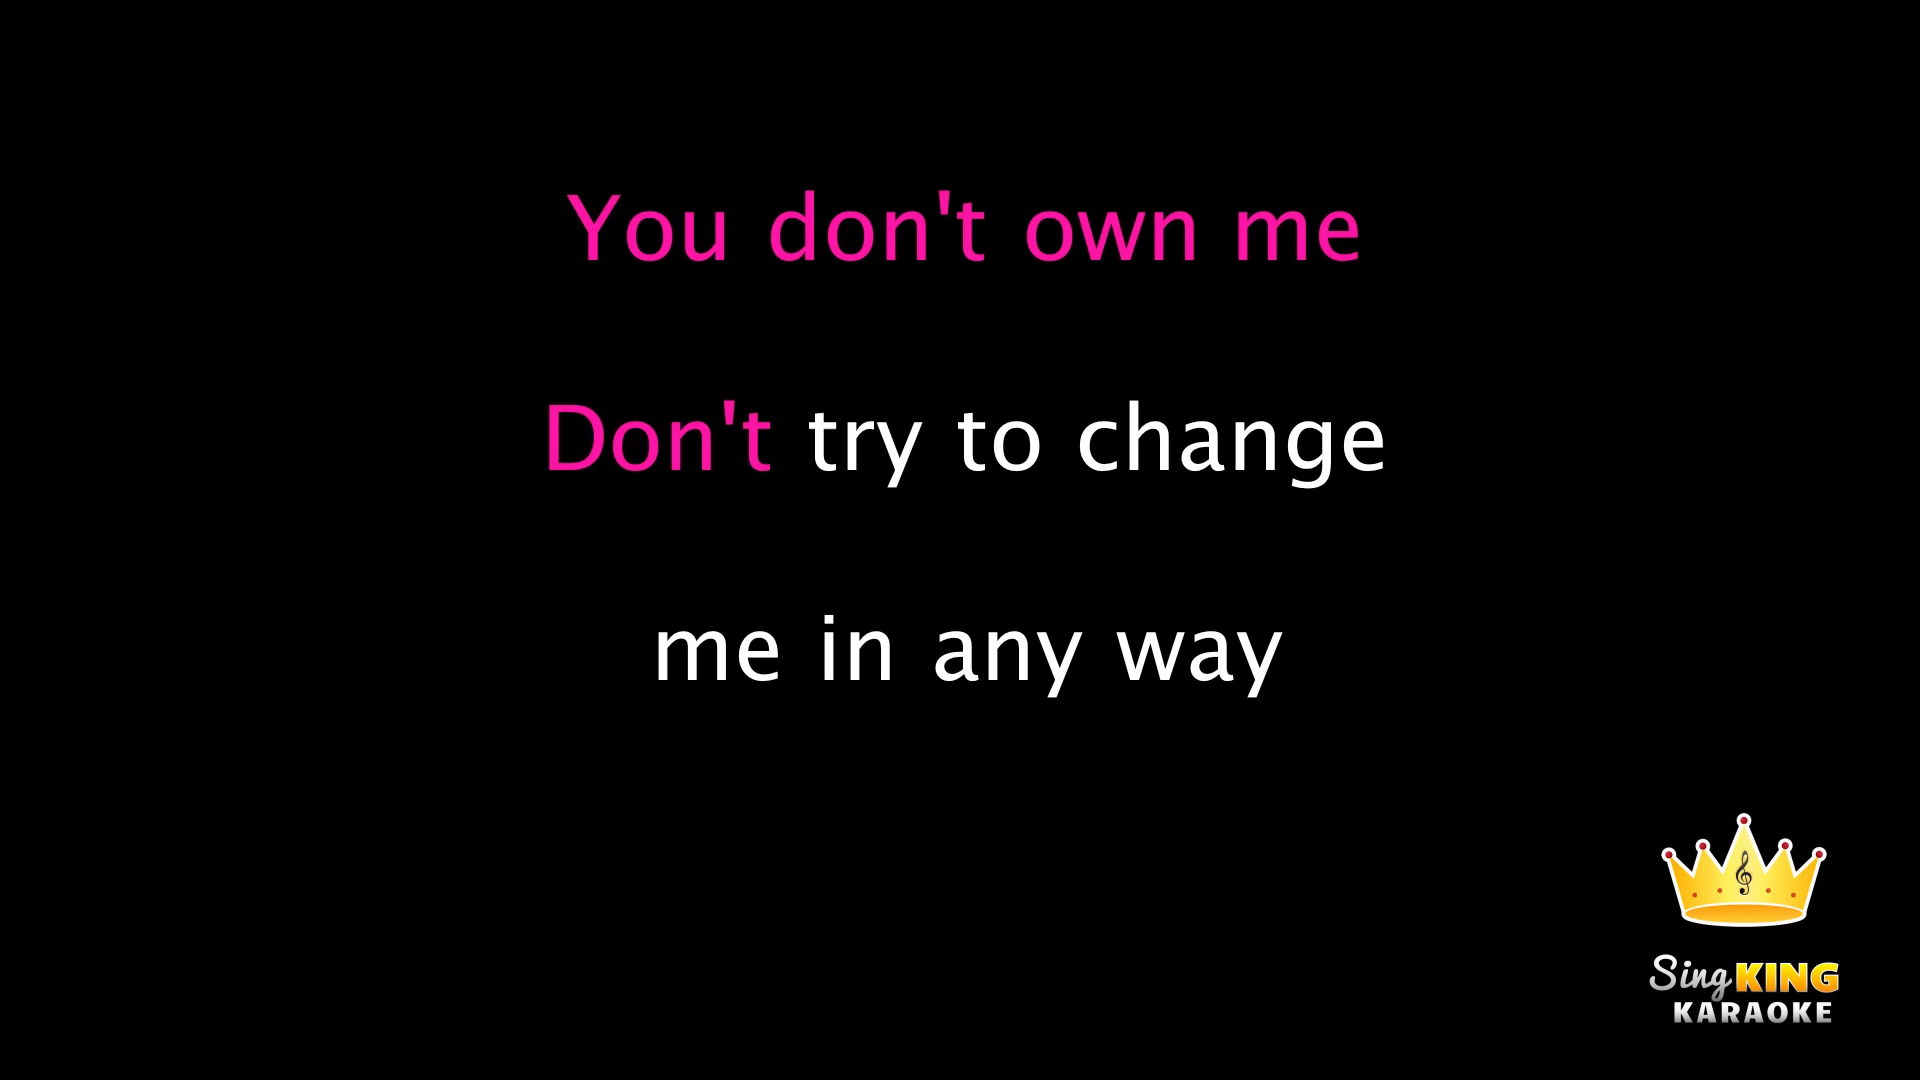 You don't own me
Don't try to change
me in any way
Sing KING
KARAOKE